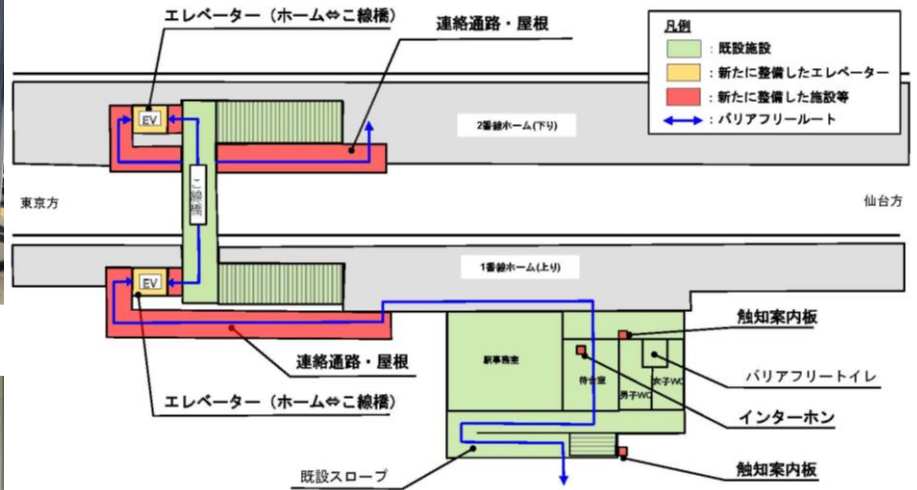 エレベーター（ホーム⇔こ線橋）
連絡通路・屋根
凡例
：既設施設
：新たに整備したエレベーター
：新たに整備した施設等
：バリアフリールート
EV
2番線ホーム(下り)
こ線橋
東京方
仙台方
1番線ホーム(上り)
EV
触知案内板
駅事務室
待合室
男子WC
女子WC
バリアフリートイレ
連絡通路・屋根
インターホン
エレベーター（ホーム⇔こ線橋）
既設スロープ
触知案内板